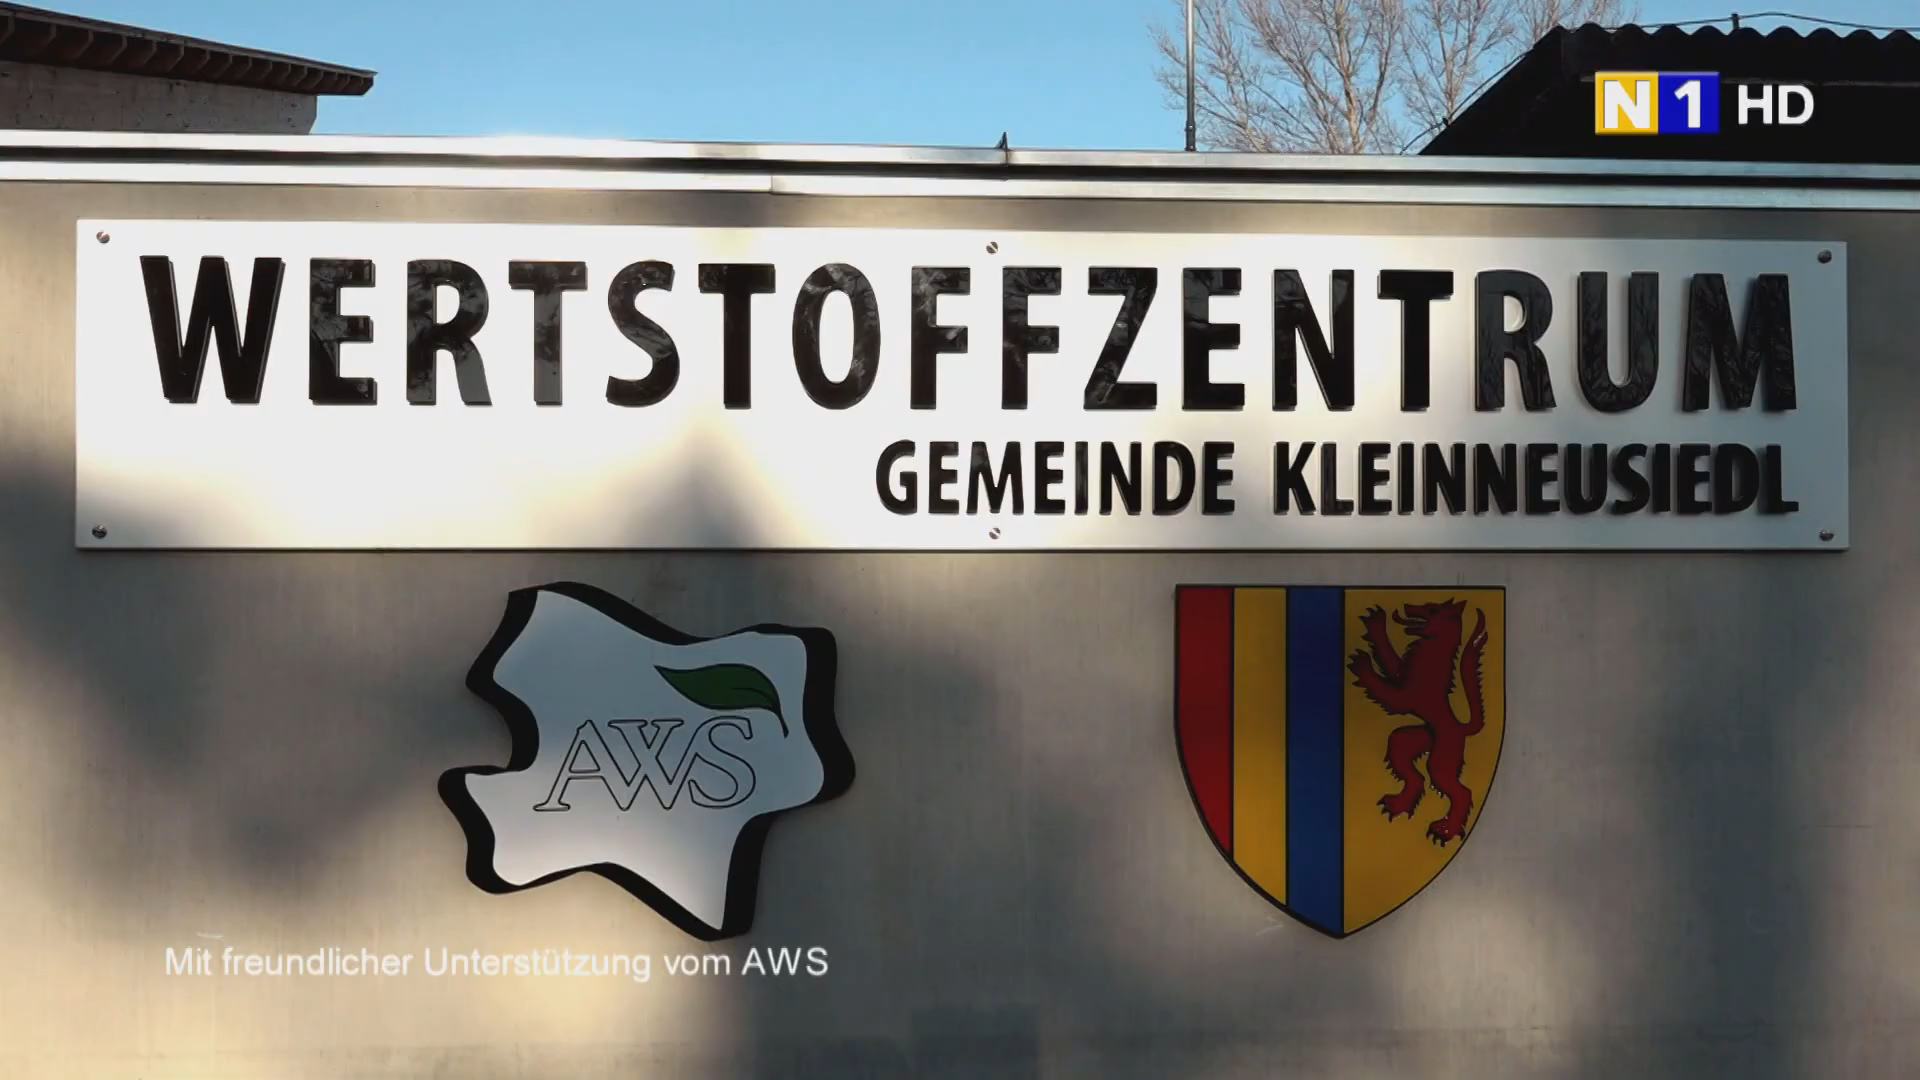 N1 HD
WERTSTOFFZENTRUM
GEMEINDE KLEINNEUSIEDL
AWS
Mit freundlicher Unterstützung vom AWS